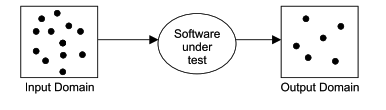 Software
under
test
Input Domain
Output Domain